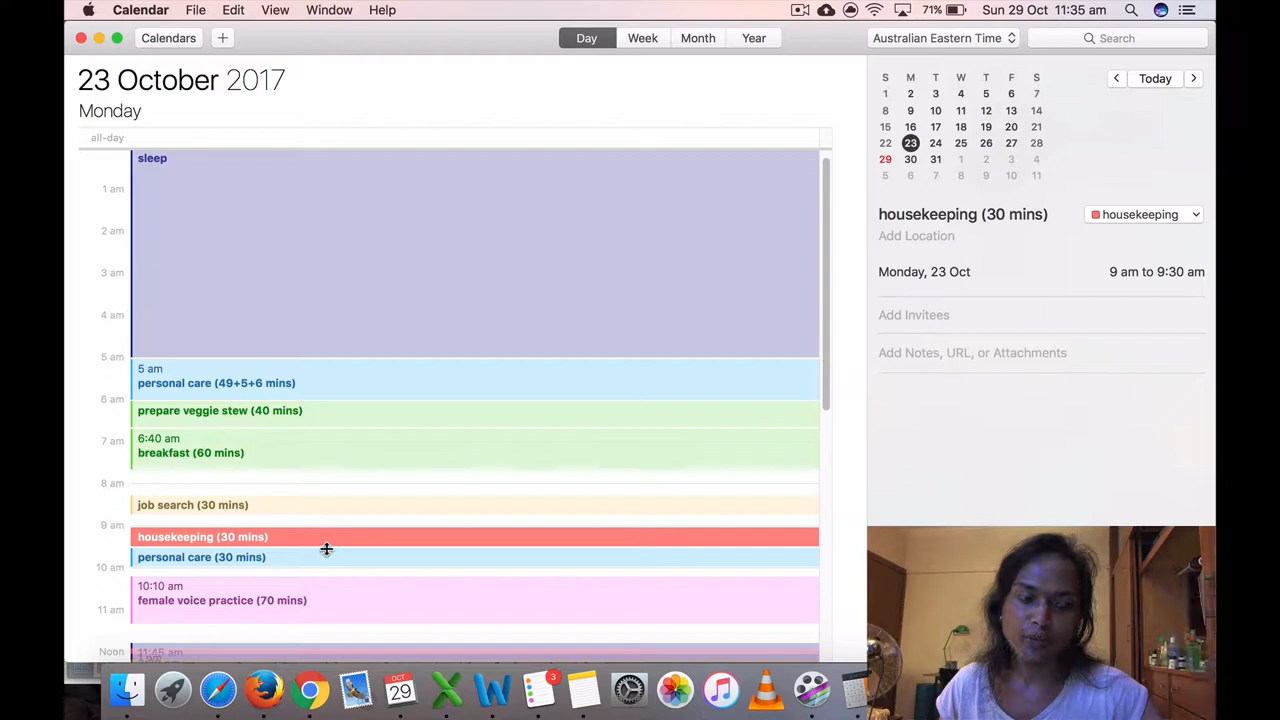 Calendar File Edit View Window Help
71% Sun 29 Oct 11:35 am
Calendars + Day Week Month Year Australian Eastern Time Search
23 October 2017
Monday
all-day
sleep
1 am
2 am
3 am
4 am
5 am
5 am
personal care (49+5+6 mins)
6 am
prepare veggie stew (40 mins)
6:40 am
7 am
breakfast (60 mins)
8 am
job search (30 mins)
9 am
housekeeping (30 mins)
personal care (30 mins)
10 am
10:10 am
female voice practice (70 mins)
11 am
Noon
11:45 am
S M T W T F S
1 2 3 4 5 6 7
8 9 10 11 12 13 14
15 16 17 18 19 20 21
22 23 24 25 26 27 28
29 30 31 1 2 3 4
5 6 7 8 9 10 11
< Today >
housekeeping (30 mins) housekeeping
Add Location
Monday, 23 Oct 9 am to 9:30 am
Add Invitees
Add Notes, URL, or Attachments
OCT
29
3